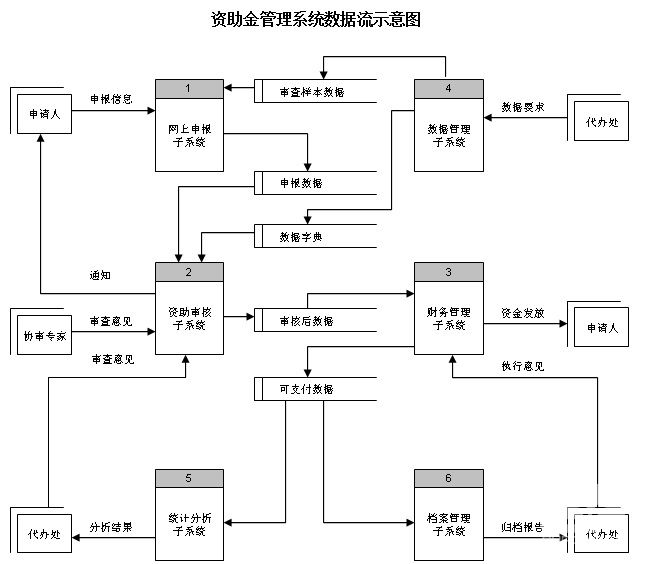 资助金管理系统数据流示意图
1
审查样本数据
4
申请人
申报信息
网上申报
子系统
数据管理
子系统
数据要求
代办处
申报数据
数据字典
通知
2
3
资助审核
子系统
审核后数据
财务管理
子系统
资金发放
申请人
协审专家
审查意见
审查意见
可支付数据
执行意见
5
6
代办处
分析结果
统计分析
子系统
档案管理
子系统
归档报告
代办处